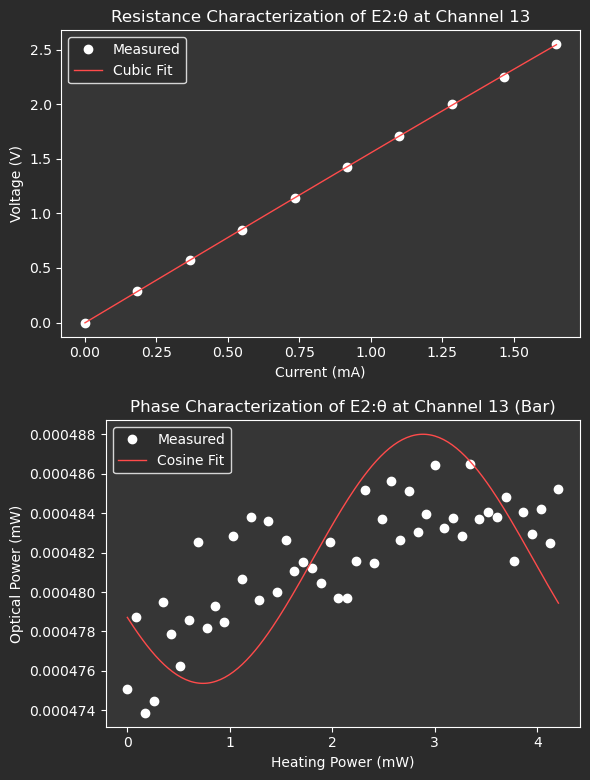 Resistance Characterization of E2:θ at Channel 13
Measured
Cubic Fit
2.5
2.0
1.5
1.0
0.5
0.0
Voltage (V)
0.00 0.25 0.50 0.75 1.00 1.25 1.50
Current (mA)
Phase Characterization of E2:θ at Channel 13 (Bar)
Measured
Cosine Fit
0.000488
0.000486
0.000484
0.000482
0.000480
0.000478
0.000476
0.000474
Optical Power (mW)
0 1 2 3 4
Heating Power (mW)